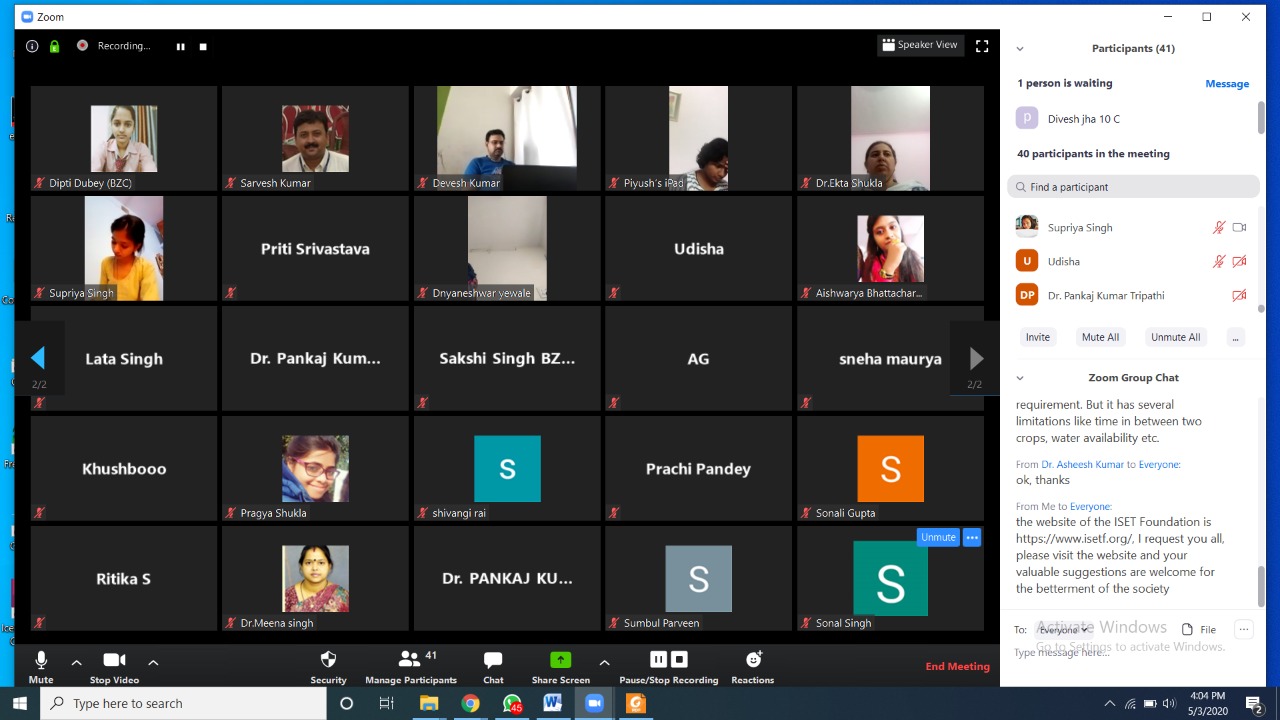 Zoom
Recording...
Speaker View
Dipti Dubey (BZC)
Sarvesh Kumar
Devesh Kumar
Piyush's iPad
Dr.Ekta Shukla
Supriya Singh
Priti Srivastava
Dnyaneshwar yewale
Udisha
Aishwarya Bhattachar...
Lata Singh
Dr. Pankaj Kum...
Sakshi Singh BZ...
AG
sneha maurya
2/2
2/2
Khushbooo
Pragya Shukla
S
shivangi rai
Prachi Pandey
S
Sonali Gupta
Ritika S
Dr.Meena singh
Dr. PANKAJ KU...
S
Sumbul Parveen
Unmute
S
Sonal Singh
Mute
Stop Video
Security
41
Manage Participants
Chat
Share Screen
Pause/Stop Recording
Reactions
End Meeting
Participants (41)
1 person is waiting
Message
P
Divesh jha 10 C
40 participants in the meeting
Find a participant
Supriya Singh
U
Udisha
DP
Dr. Pankaj Kumar Tripathi
Invite
Mute All
Unmute All
...
Zoom Group Chat
requirement. But it has several
limitations like time in between two
crops, water availability etc.
From Dr. Asheesh Kumar to Everyone:
ok, thanks
From Me to Everyone:
the website of the ISET Foundation is
https://www.isetf.org/, I request you all,
please visit the website and your
valuable suggestions are welcome for
the betterment of the society
To:
Everyone
File
Activate Windows
Go to Settings to activate Windows.
Type message here...
Type here to search
45
4:04 PM
5/3/2020
2